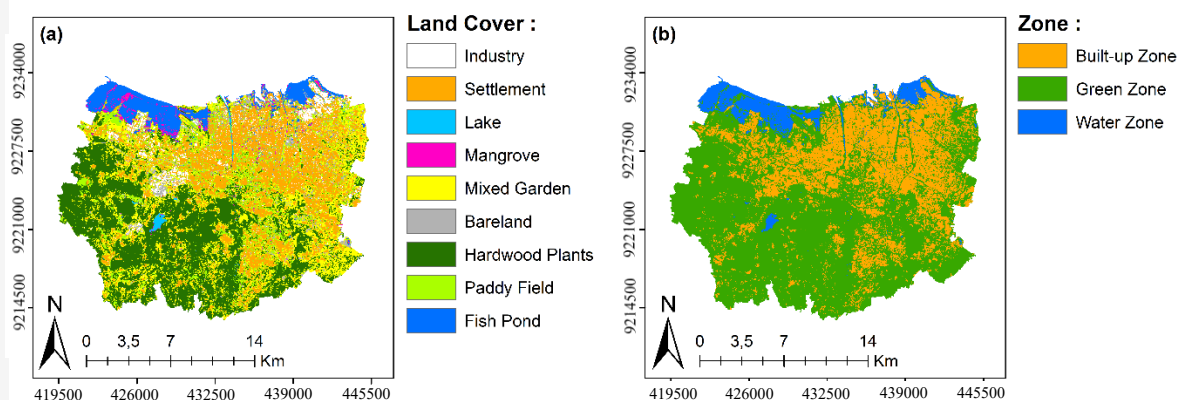 (a)
9234000
9227500
9221000
9214500
N
0 3,5 7 14
Km
419500 426000 432500 439000 445500
Land Cover :
Industry
Settlement
Lake
Mangrove
Mixed Garden
Bareland
Hardwood Plants
Paddy Field
Fish Pond
(b)
9234000
9227500
9221000
9214500
N
0 3,5 7 14
Km
419500 426000 432500 439000 445500
Zone :
Built-up Zone
Green Zone
Water Zone